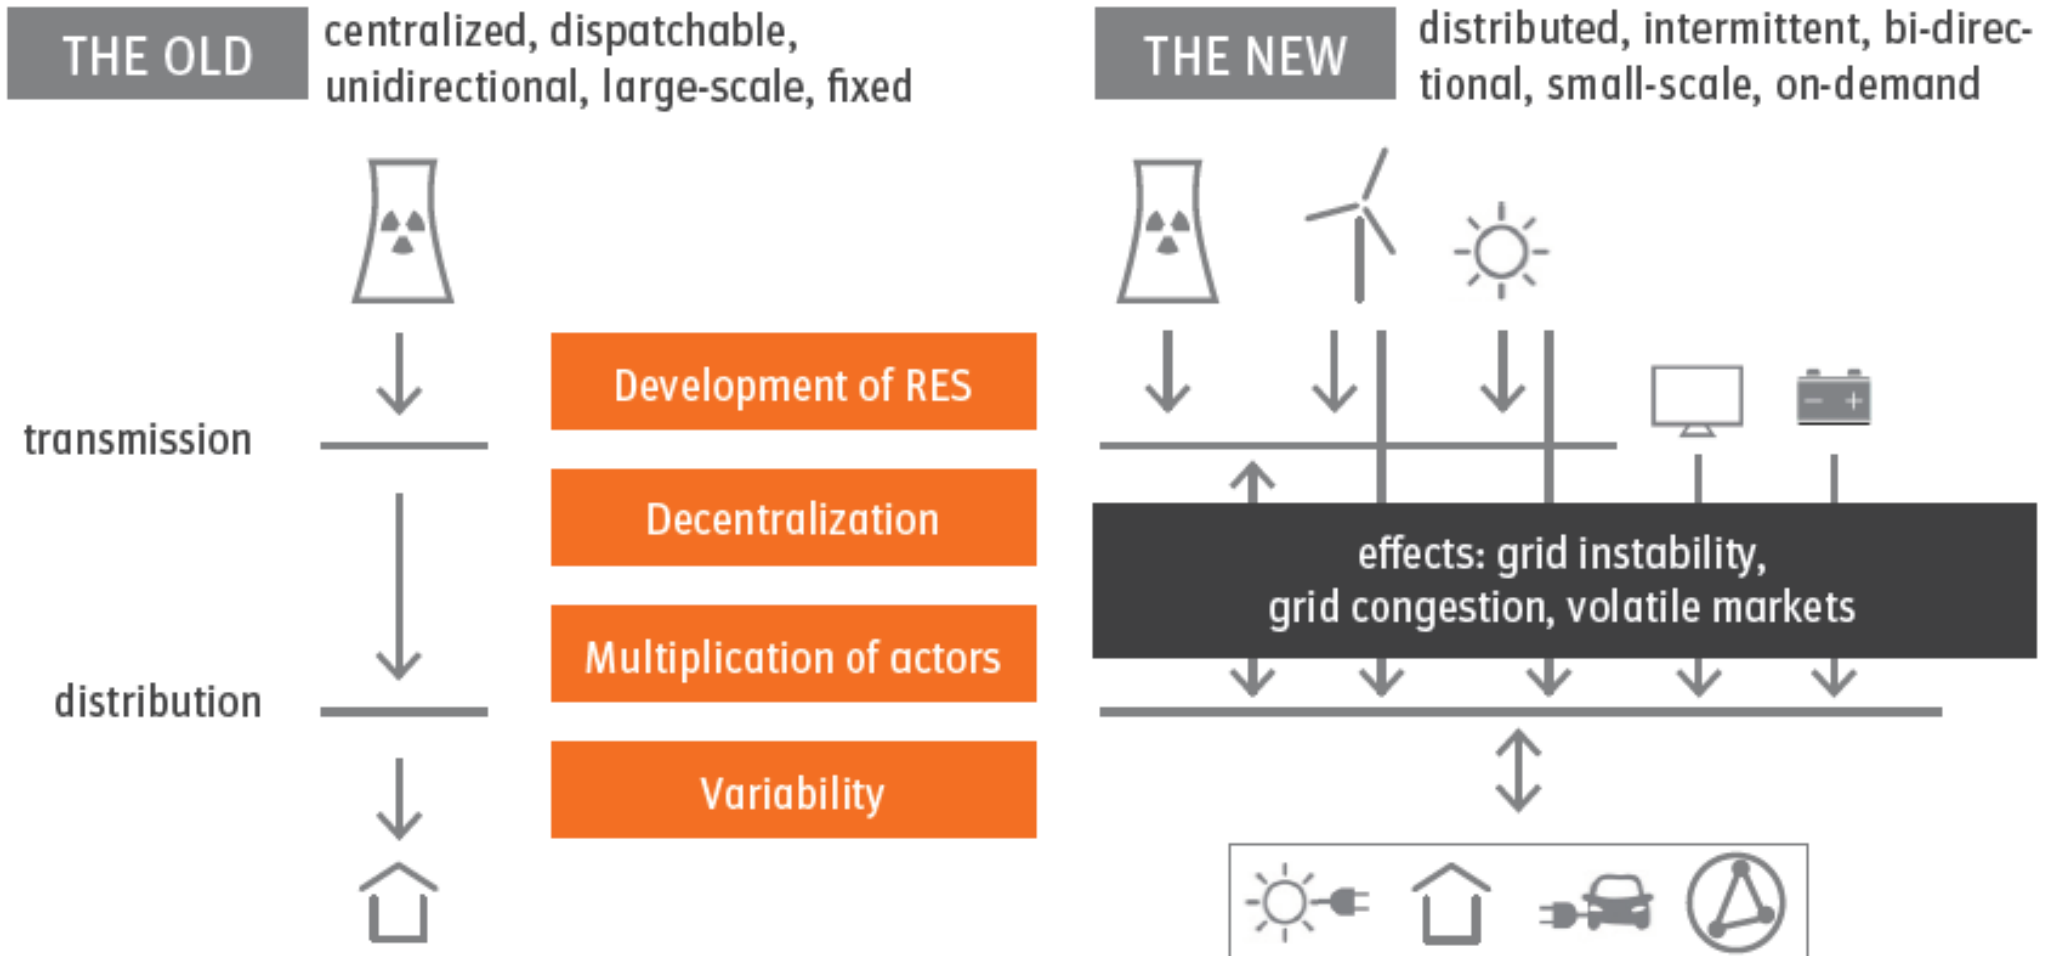 THE OLD
centralized, dispatchable,
unidirectional, large-scale, fixed
THE NEW
distributed, intermittent, bi-direc-
tional, small-scale, on-demand
transmission
distribution
Development of RES
Decentralization
Multiplication of actors
Variability
− +
effects: grid instability,
grid congestion, volatile markets